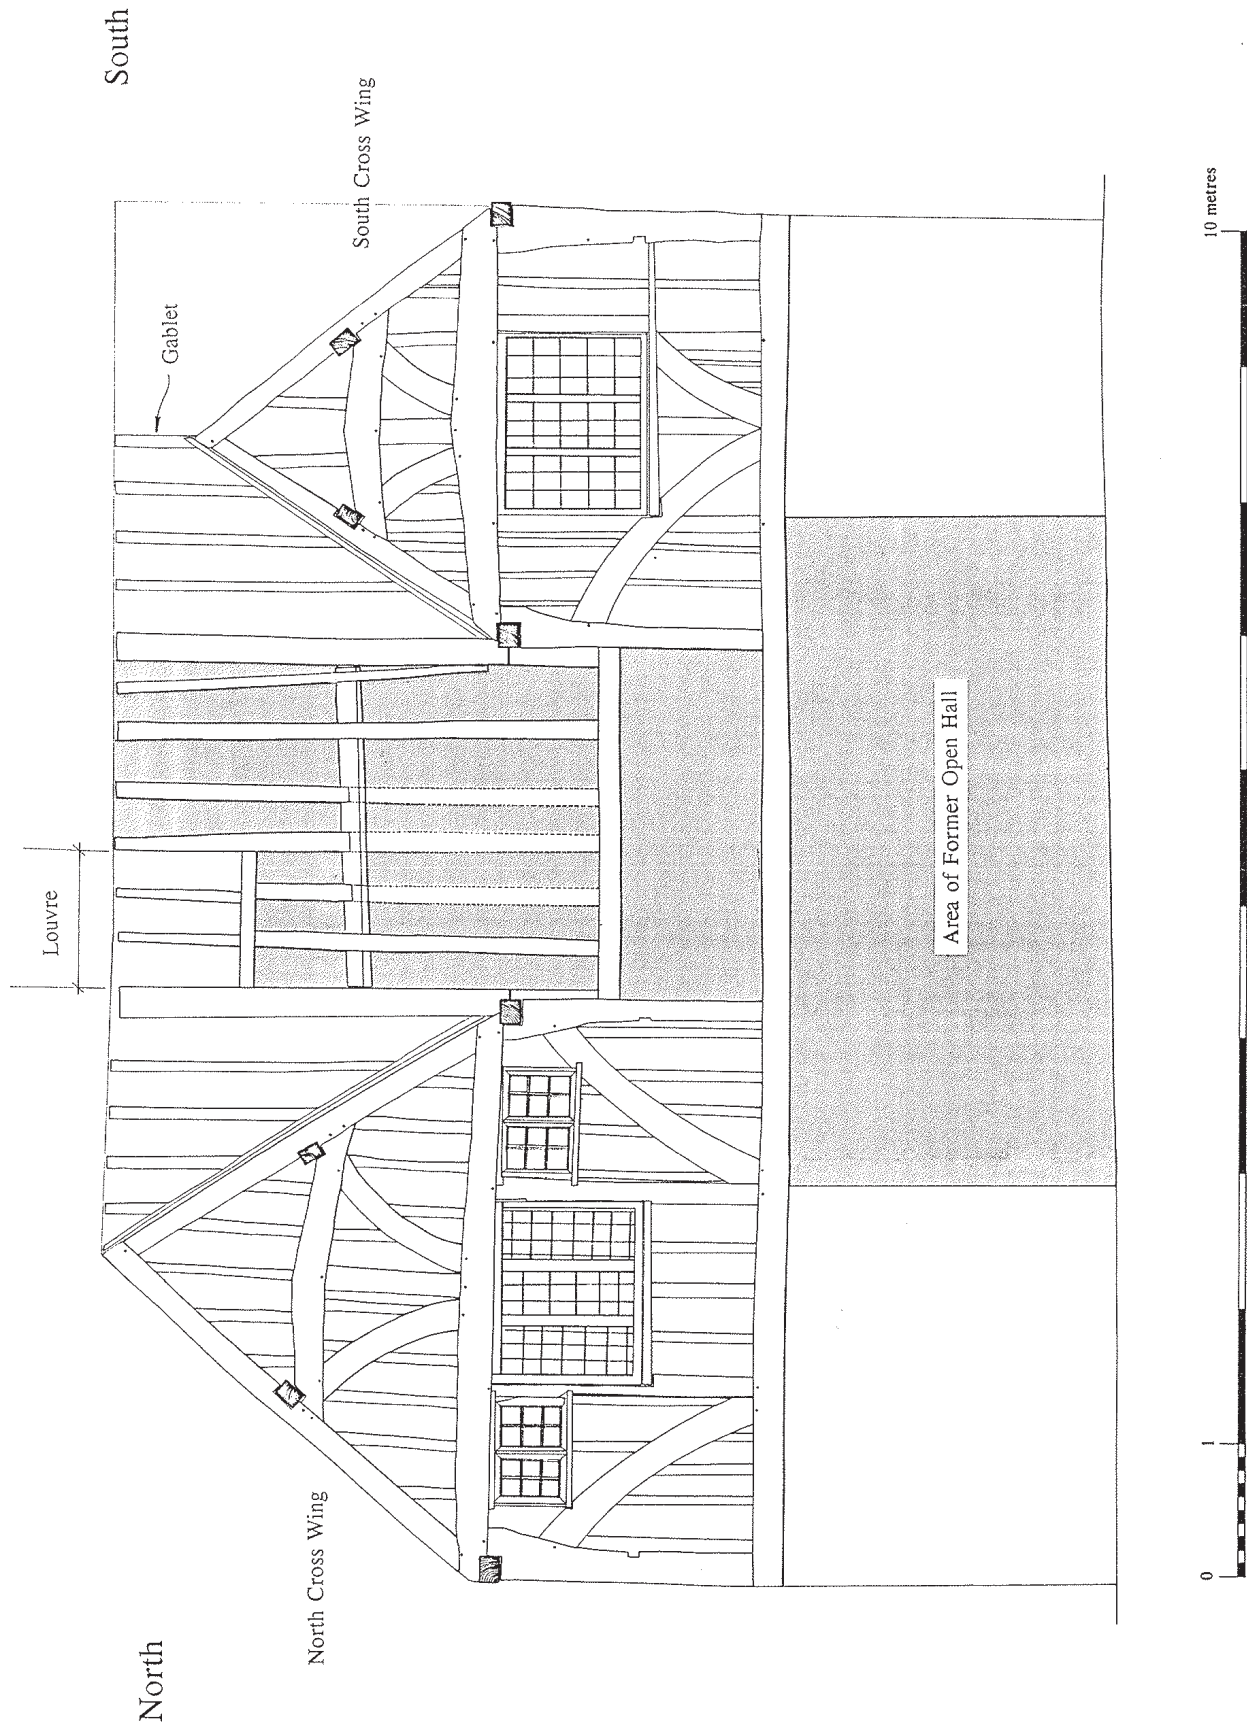 North
South
North Cross Wing
Louvre
Gablet
South Cross Wing
Area of Former Open Hall
0
1
10 metres